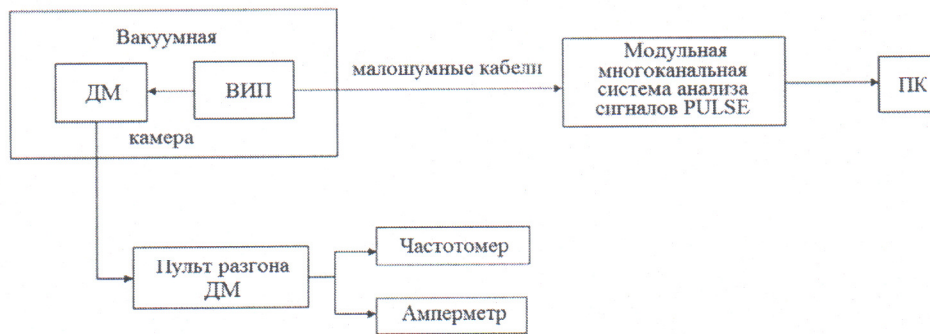 Вакуумная
ДМ
ВИП
камера
малошумные кабели
Модульная
многоканальная
система анализа
сигналов PULSE
ПК
Пульт разгона
ДМ
Частотомер
Амперметр